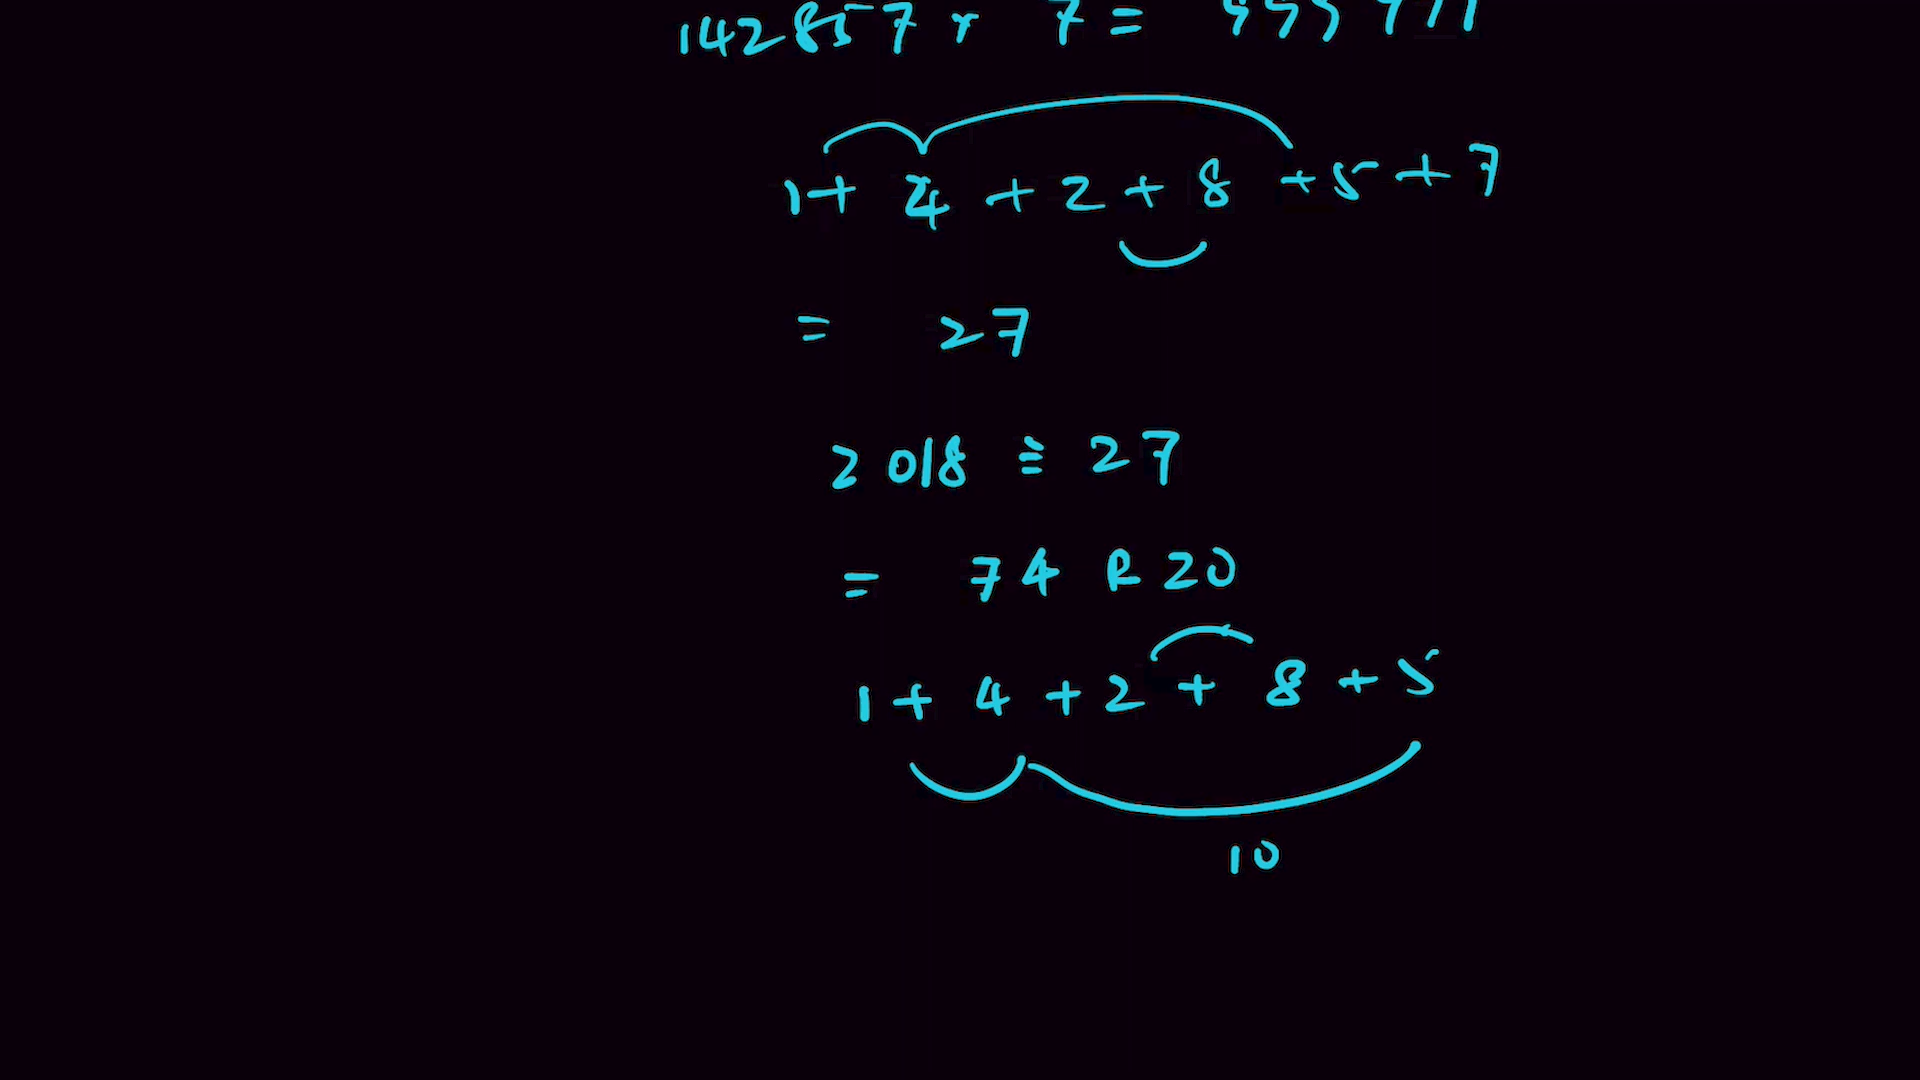 142857 × 7 = 999999
1 + 4 + 2 + 8 + 5 + 7
= 27
2018 ÷ 27
= 74 R 20
1 + 4 + 2 + 8 + 5
10